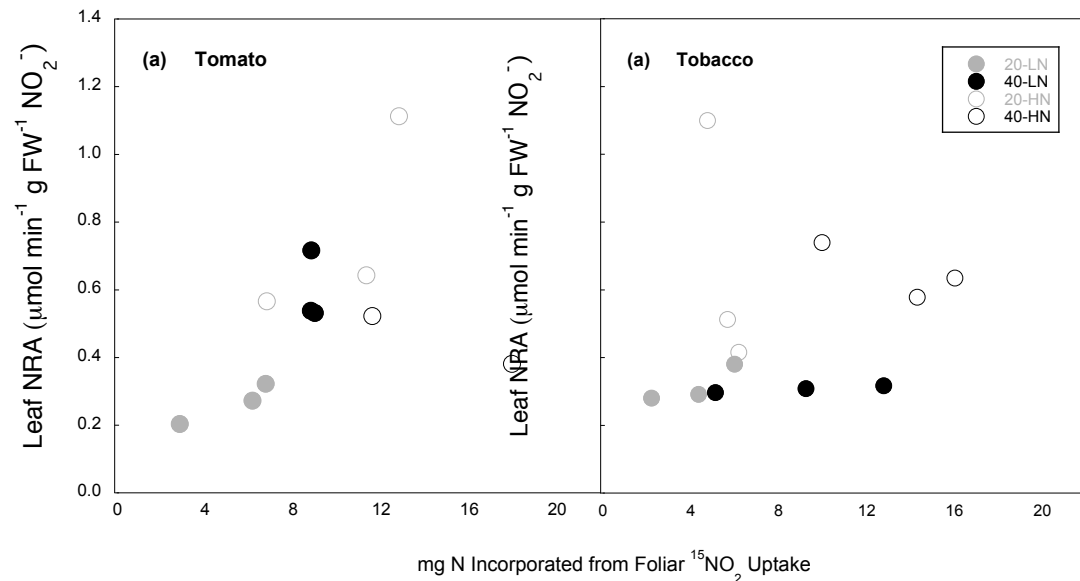 1.4
1.2
1.0
0.8
0.6
0.4
0.2
0.0
Leaf NRA (μmol min⁻¹ g FW⁻¹ NO₂⁻)
(a) Tomato
0 4 8 12 16 20
Leaf NRA (μmol min⁻¹ g FW⁻¹ NO₂⁻)
(a) Tobacco
20-LN
40-LN
20-HN
40-HN
0 4 8 12 16 20
mg N Incorporated from Foliar ¹⁵NO₂ Uptake